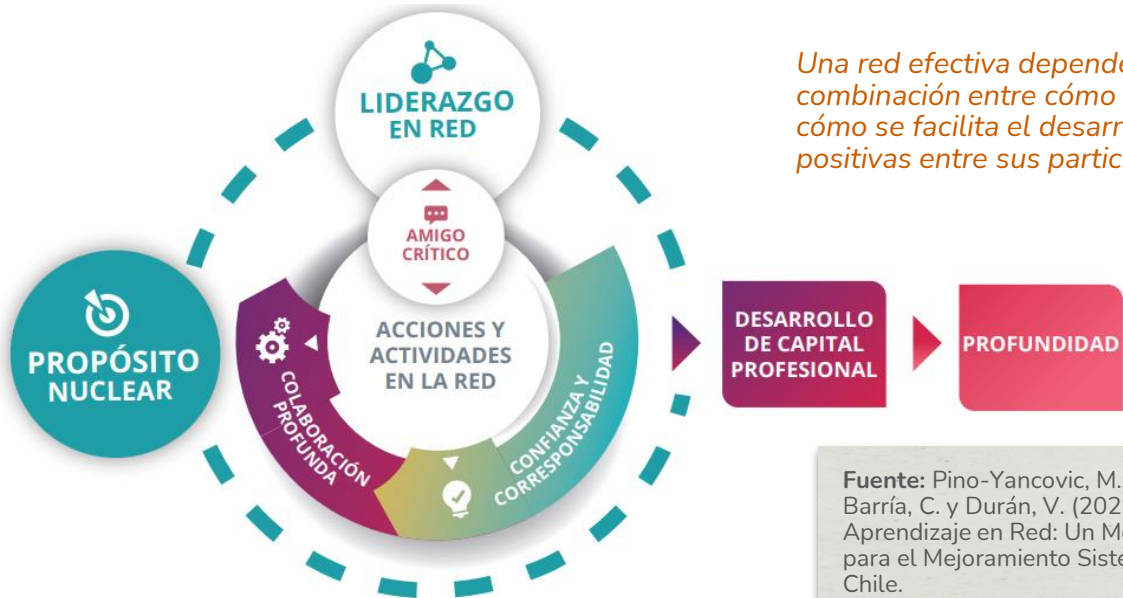 LIDERAZGO
EN RED
Una red efectiva depende
combinación entre cómo
cómo se facilita el desarr
positivas entre sus partic
AMIGO
CRÍTICO
PROPÓSITO
NUCLEAR
ACCIONES Y
ACTIVIDADES
EN LA RED
COLABORACIÓN
PROFUNDA
CONFIANZA Y
CORRESPONSABILIDAD
DESARROLLO
DE CAPITAL
PROFESIONAL
PROFUNDIDAD
Fuente: Pino-Yancovic, M.
Barría, C. y Durán, V. (202
Aprendizaje en Red: Un M
para el Mejoramiento Siste
Chile.